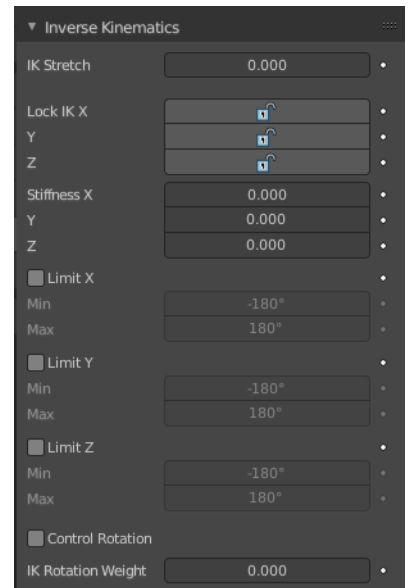 Inverse Kinematics
IK Stretch 0.000
Lock IK X
Y
Z
Stiffness X 0.000
Y 0.000
Z 0.000
Limit X
Min -180°
Max 180°
Limit Y
Min -180°
Max 180°
Limit Z
Min -180°
Max 180°
Control Rotation
IK Rotation Weight 0.000